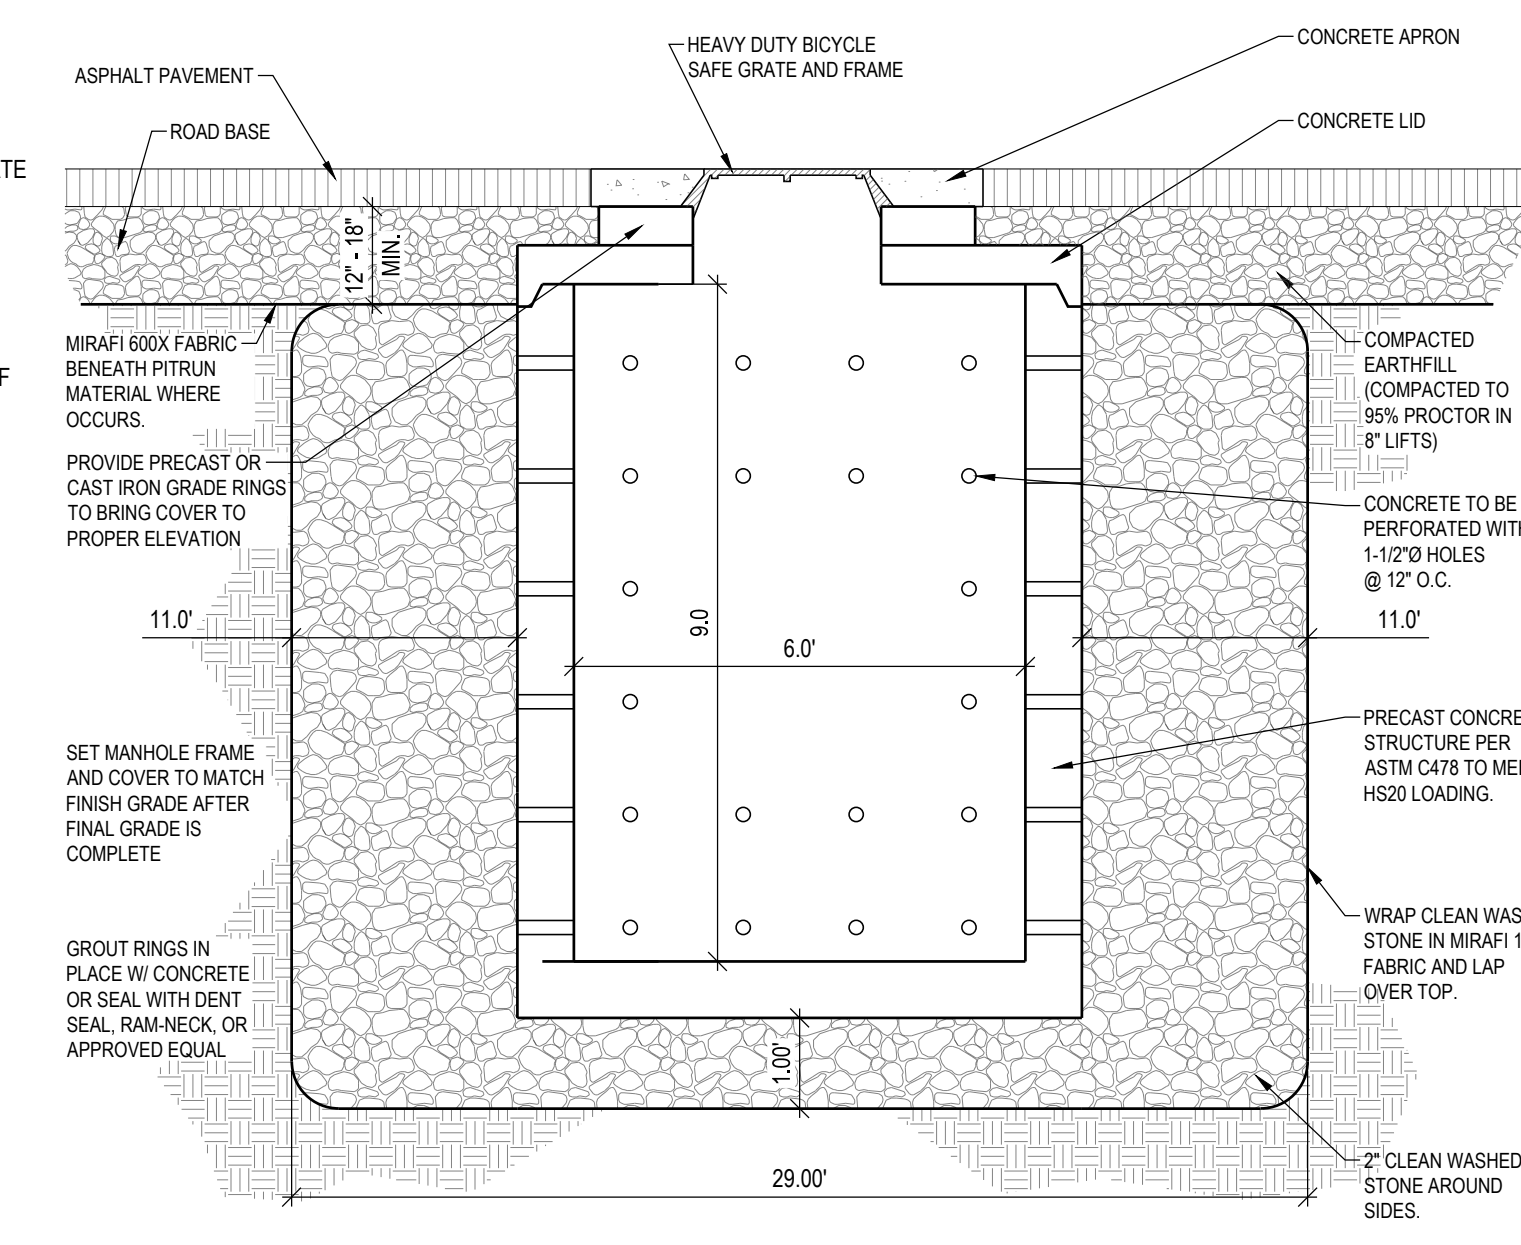 HEAVY DUTY BICYCLE
SAFE GRATE AND FRAME
CONCRETE APRON
ASPHALT PAVEMENT
CONCRETE LID
ROAD BASE
12" - 18"
MIN.
MIRAFI 600X FABRIC
BENEATH PITRUN
MATERIAL WHERE
OCCURS.
COMPACTED
EARTHFILL
(COMPACTED TO
95% PROCTOR IN
8" LIFTS)
PROVIDE PRECAST OR
CAST IRON GRADE RINGS
TO BRING COVER TO
PROPER ELEVATION
CONCRETE TO BE
PERFORATED
1-1/2"Ø HOLES
@ 12" O.C.
11.0'
9.0
6.0'
11.0'
SET MANHOLE FRAME
AND COVER TO MATCH
FINISH GRADE AFTER
FINAL GRADE IS
COMPLETE
PRECAST
STRUCTURE PER
ASTM C478 TO
HS20 LOADING.
GROUT RINGS IN
PLACE W/ CONCRETE
OR SEAL WITH DENT
SEAL, RAM-NECK, OR
APPROVED EQUAL
WRAP CLEAN
STONE IN MIRAFI
FABRIC AND LAP
OVER TOP.
1.00'
2" CLEAN WASHED
STONE AROUND
SIDES.
29.00'